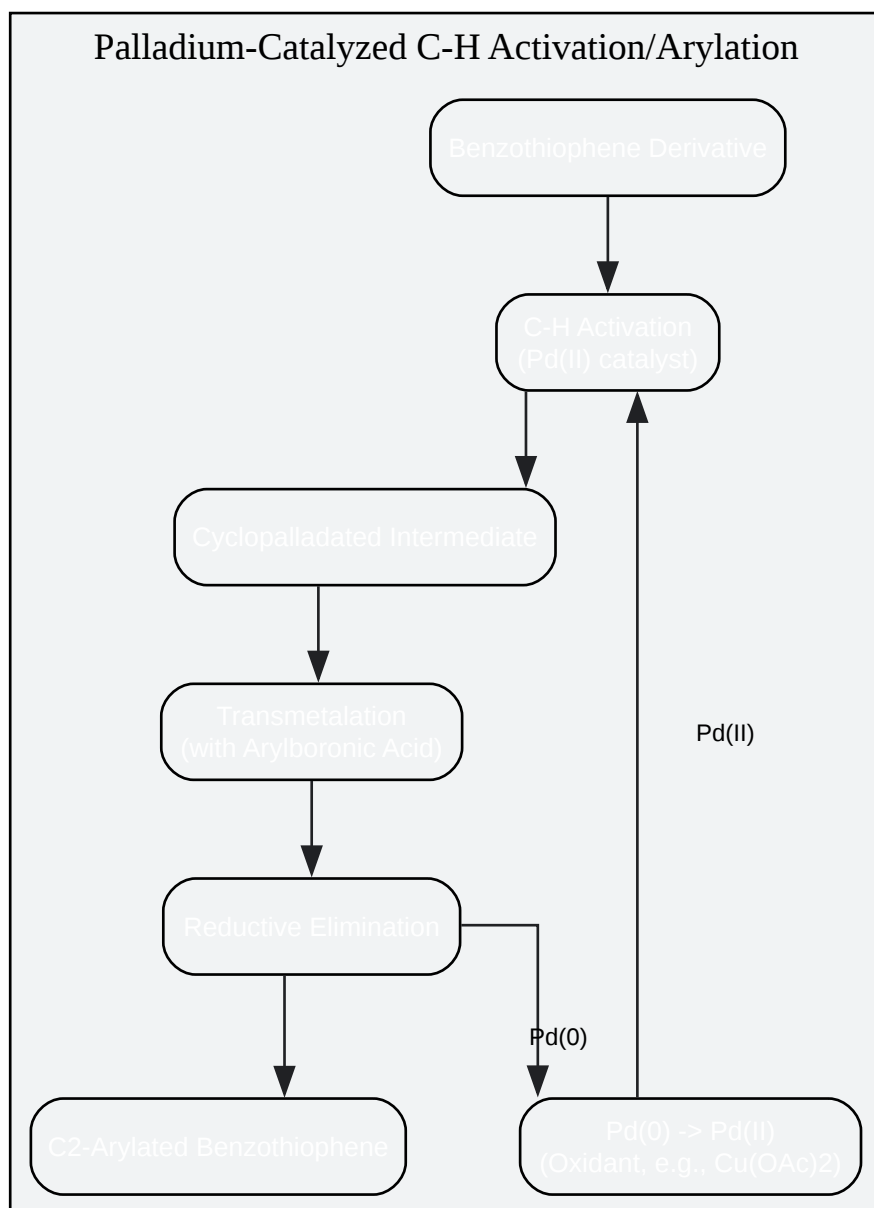 Palladium-Catalyzed C-H Activation/Arylation
Benzothiophene Derivative
C-H Activation
(Pd(II) catalyst)
Cyclopalladated Intermediate
Transmetalation
(with Arylboronic Acid)
Pd(II)
Reductive Elimination
Pd(0)
C2-Arylated Benzothiophene
Pd(0) -> Pd(II)
(Oxidant, e.g., Cu(OAc)2)